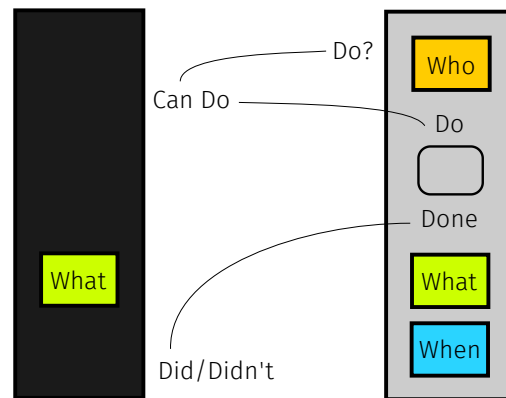 Do?
Who
Can Do
Do
Done
What
What
When
Did/Didn't